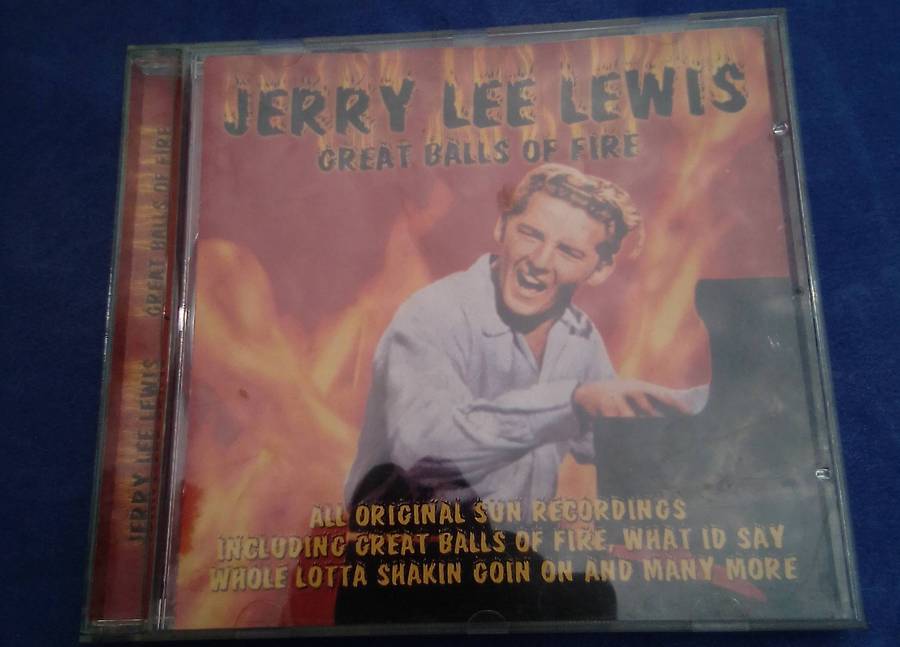 JERRY LEE LEWIS
GREAT BALLS OF FIRE
JERRY LEE LEWIS GREAT BALLS OF FIRE
ALL ORIGINAL SUN RECORDINGS
INCLUDING GREAT BALLS OF FIRE, WHAT ID SAY
WHOLE LOTTA SHAKIN GOIN ON AND MANY MORE